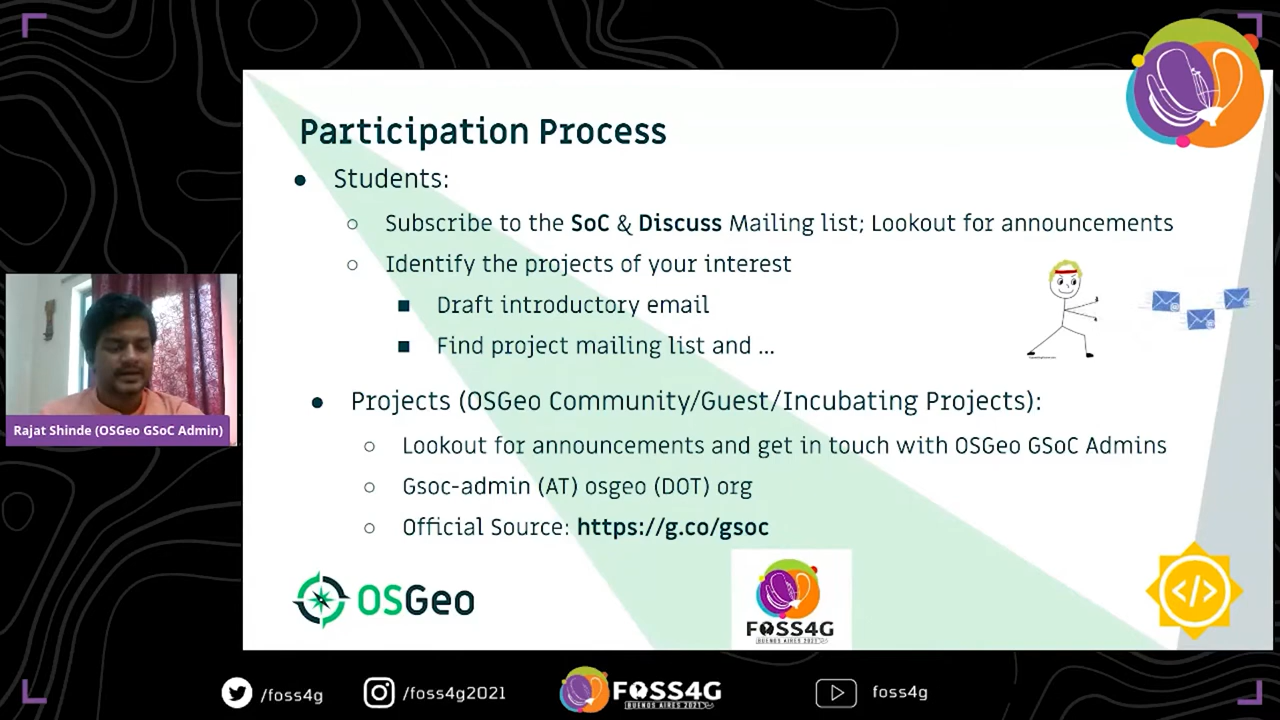 Participation Process
● Students:
○ Subscribe to the SoC & Discuss Mailing list; Lookout for announcements
○ Identify the projects of your interest
■ Draft introductory email
■ Find project mailing list and ...
Rajat Shinde (OSGeo GSoC Admin)
● Projects (OSGeo Community/Guest/Incubating Projects):
○ Lookout for announcements and get in touch with OSGeo GSoC Admins
○ Gsoc-admin (AT) osgeo (DOT) org
○ Official Source: https://g.co/gsoc
OSGeo
FOSS4G
BUENOS AIRES 2021
</>
/foss4g
/foss4g2021
FOSS4G
BUENOS AIRES 2021
foss4g